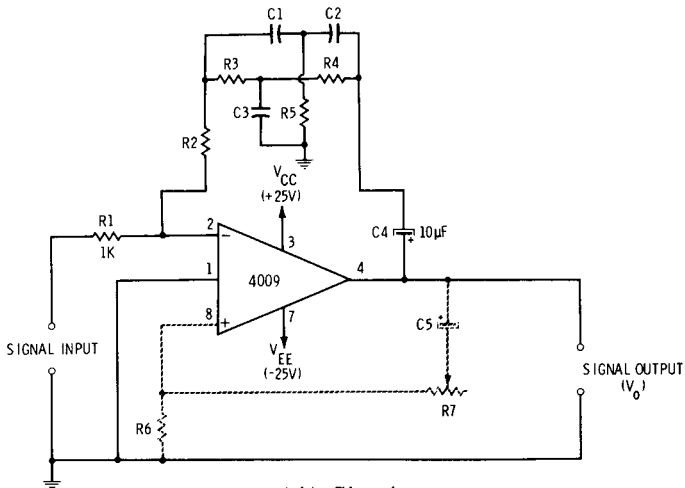 C1
C2
R3
R4
C3
R5
R2
VCC
(+25V)
R1
1K
2
-
3
C4
+
10µF
1
4009
4
8
+
7
C5
+
SIGNAL INPUT
VEE
(-25V)
SIGNAL OUTPUT
(Vo)
R6
R7